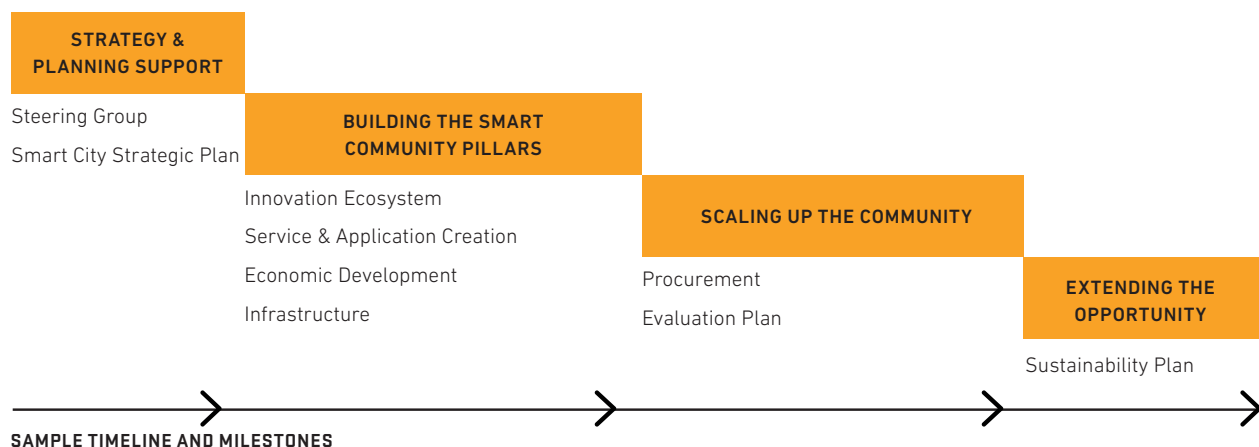 STRATEGY &
PLANNING SUPPORT
Steering Group
Smart City Strategic Plan
BUILDING THE SMART
COMMUNITY PILLARS
Innovation Ecosystem
Service & Application Creation
Economic Development
Infrastructure
SCALING UP THE COMMUNITY
Procurement
Evaluation Plan
EXTENDING THE
OPPORTUNITY
Sustainability Plan
SAMPLE TIMELINE AND MILESTONES